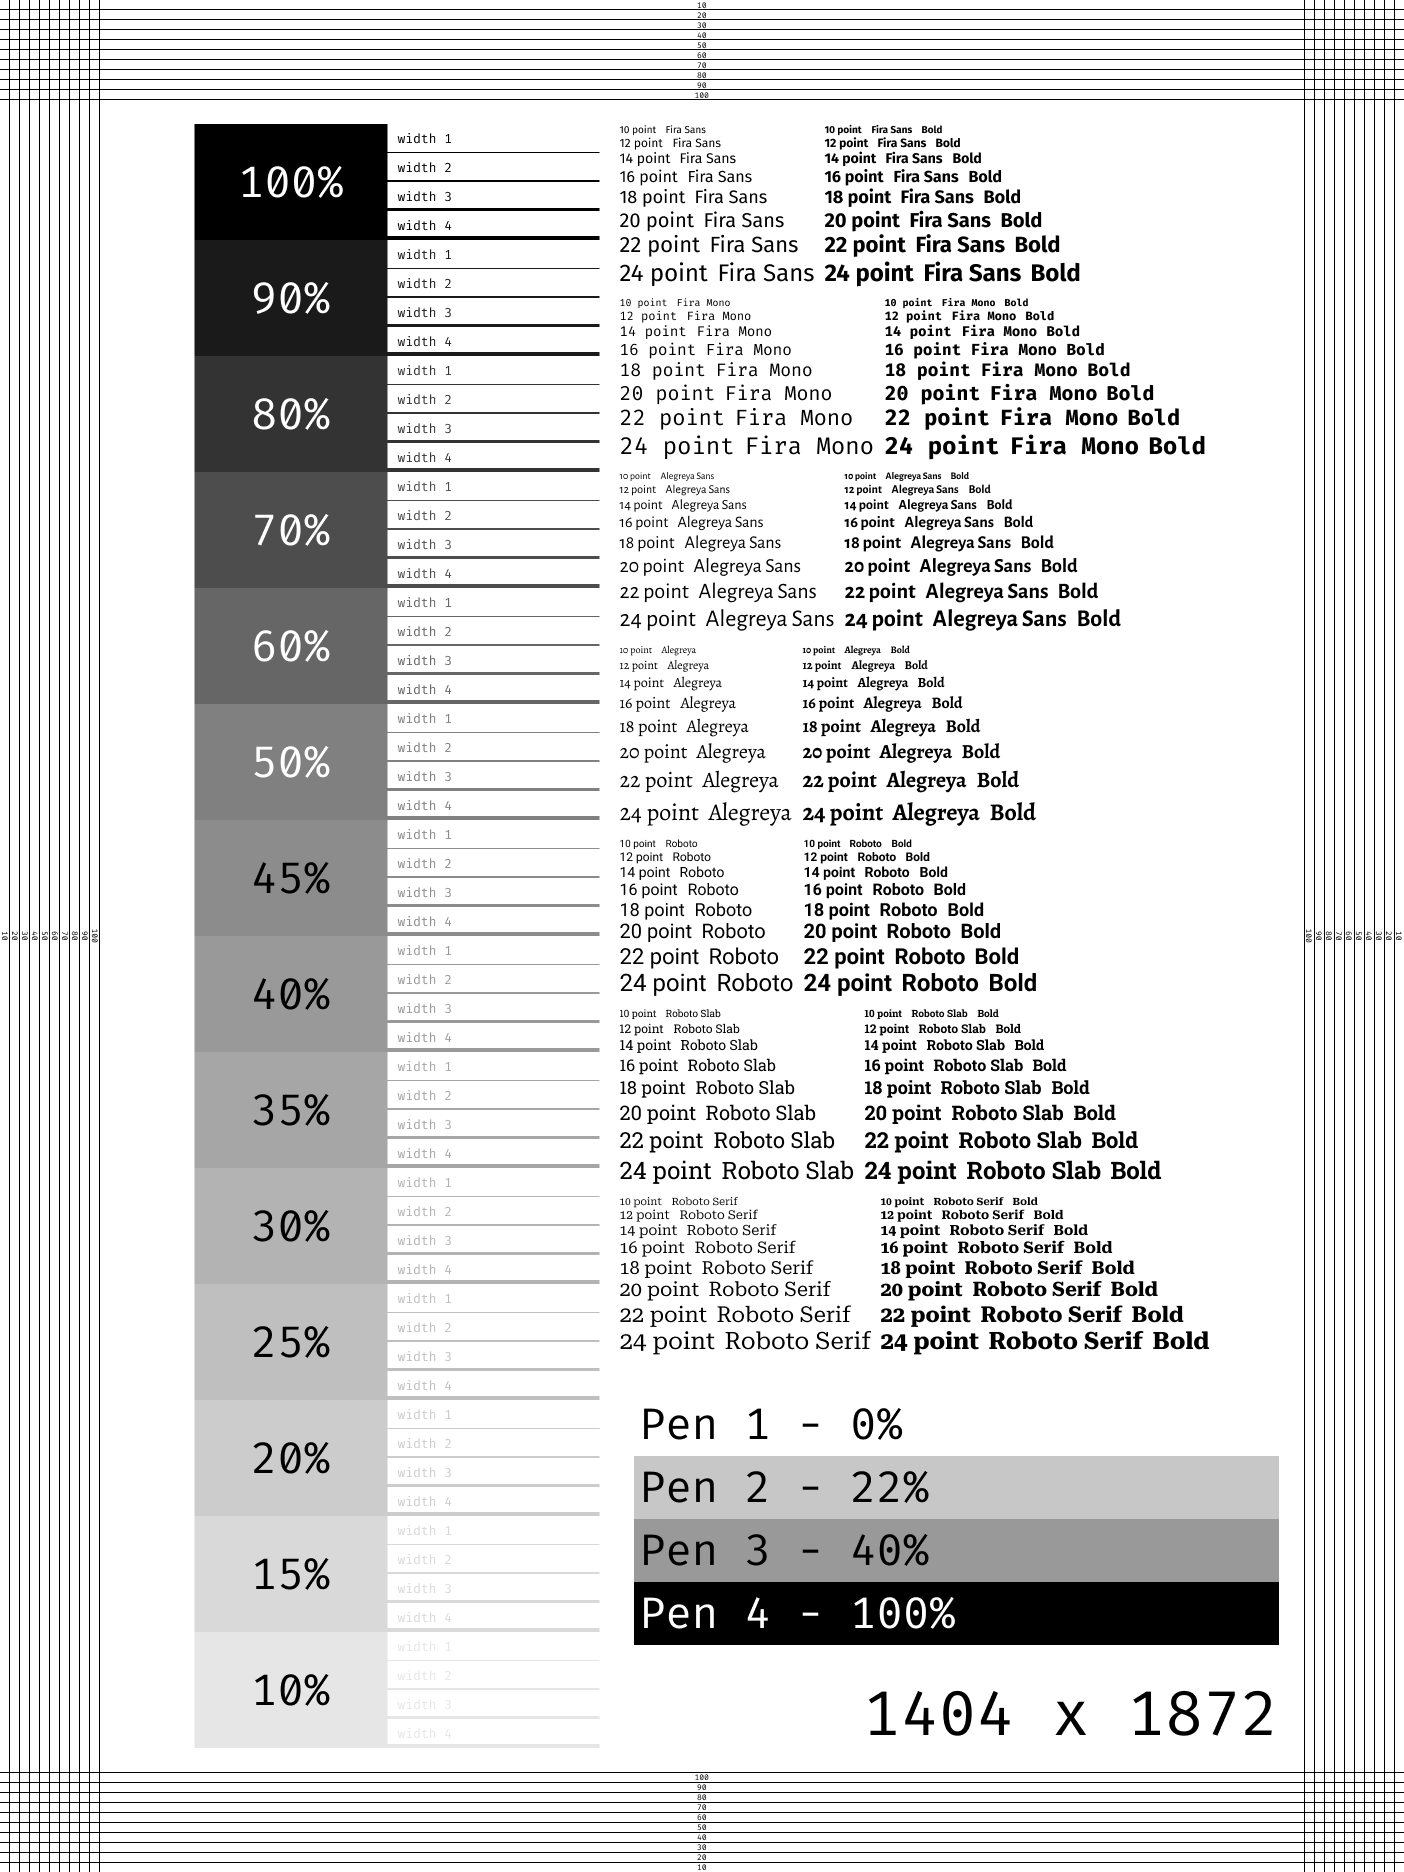 10
20
30
40
50
60
70
80
90
100
100%
width 1
width 2
width 3
width 4
90%
width 1
width 2
width 3
width 4
80%
width 1
width 2
width 3
width 4
70%
width 1
width 2
width 3
width 4
60%
width 1
width 2
width 3
width 4
50%
width 1
width 2
width 3
width 4
45%
width 1
width 2
width 3
width 4
40%
width 1
width 2
width 3
width 4
35%
width 1
width 2
width 3
width 4
30%
width 1
width 2
width 3
width 4
25%
width 1
width 2
width 3
width 4
20%
width 1
width 2
width 3
width 4
15%
width 1
width 2
width 3
width 4
10%
width 1
width 2
width 3
width 4
10 point Fira Sans 10 point Fira Sans Bold
12 point Fira Sans 12 point Fira Sans Bold
14 point Fira Sans 14 point Fira Sans Bold
16 point Fira Sans 16 point Fira Sans Bold
18 point Fira Sans 18 point Fira Sans Bold
20 point Fira Sans 20 point Fira Sans Bold
22 point Fira Sans 22 point Fira Sans Bold
24 point Fira Sans 24 point Fira Sans Bold
10 point Fira Mono 10 point Fira Mono Bold
12 point Fira Mono 12 point Fira Mono Bold
14 point Fira Mono 14 point Fira Mono Bold
16 point Fira Mono 16 point Fira Mono Bold
18 point Fira Mono 18 point Fira Mono Bold
20 point Fira Mono 20 point Fira Mono Bold
22 point Fira Mono 22 point Fira Mono Bold
24 point Fira Mono 24 point Fira Mono Bold
10 point Alegreya Sans 10 point Alegreya Sans Bold
12 point Alegreya Sans 12 point Alegreya Sans Bold
14 point Alegreya Sans 14 point Alegreya Sans Bold
16 point Alegreya Sans 16 point Alegreya Sans Bold
18 point Alegreya Sans 18 point Alegreya Sans Bold
20 point Alegreya Sans 20 point Alegreya Sans Bold
22 point Alegreya Sans 22 point Alegreya Sans Bold
24 point Alegreya Sans 24 point Alegreya Sans Bold
10 point Alegreya 10 point Alegreya Bold
12 point Alegreya 12 point Alegreya Bold
14 point Alegreya 14 point Alegreya Bold
16 point Alegreya 16 point Alegreya Bold
18 point Alegreya 18 point Alegreya Bold
20 point Alegreya 20 point Alegreya Bold
22 point Alegreya 22 point Alegreya Bold
24 point Alegreya 24 point Alegreya Bold
10 point Roboto 10 point Roboto Bold
12 point Roboto 12 point Roboto Bold
14 point Roboto 14 point Roboto Bold
16 point Roboto 16 point Roboto Bold
18 point Roboto 18 point Roboto Bold
20 point Roboto 20 point Roboto Bold
22 point Roboto 22 point Roboto Bold
24 point Roboto 24 point Roboto Bold
10 point Roboto Slab 10 point Roboto Slab Bold
12 point Roboto Slab 12 point Roboto Slab Bold
14 point Roboto Slab 14 point Roboto Slab Bold
16 point Roboto Slab 16 point Roboto Slab Bold
18 point Roboto Slab 18 point Roboto Slab Bold
20 point Roboto Slab 20 point Roboto Slab Bold
22 point Roboto Slab 22 point Roboto Slab Bold
24 point Roboto Slab 24 point Roboto Slab Bold
10 point Roboto Serif 10 point Roboto Serif Bold
12 point Roboto Serif 12 point Roboto Serif Bold
14 point Roboto Serif 14 point Roboto Serif Bold
16 point Roboto Serif 16 point Roboto Serif Bold
18 point Roboto Serif 18 point Roboto Serif Bold
20 point Roboto Serif 20 point Roboto Serif Bold
22 point Roboto Serif 22 point Roboto Serif Bold
24 point Roboto Serif 24 point Roboto Serif Bold
Pen 1 - 0%
Pen 2 - 22%
Pen 3 - 40%
Pen 4 - 100%
1404 x 1872
10 20 30 40 50 60 70 80 90 100
100 90 80 70 60 50 40 30 20 10
100
90
80
70
60
50
40
30
20
10